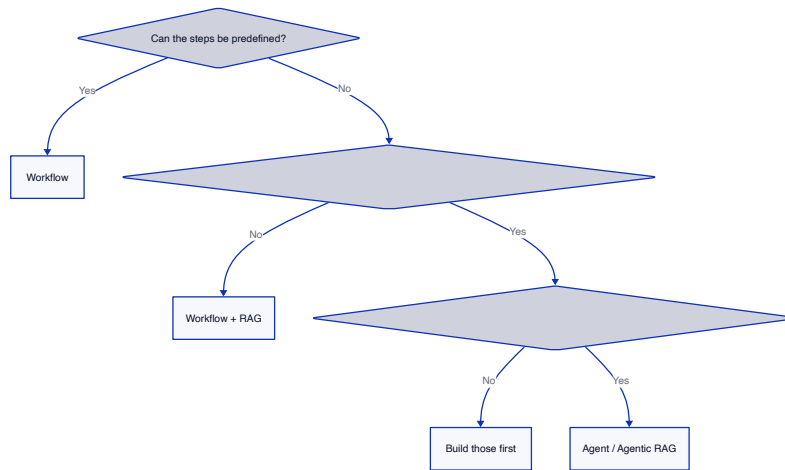 Can the steps be predefined?
Yes
No
Workflow
No
Yes
Workflow + RAG
No
Yes
Build those first
Agent / Agentic RAG